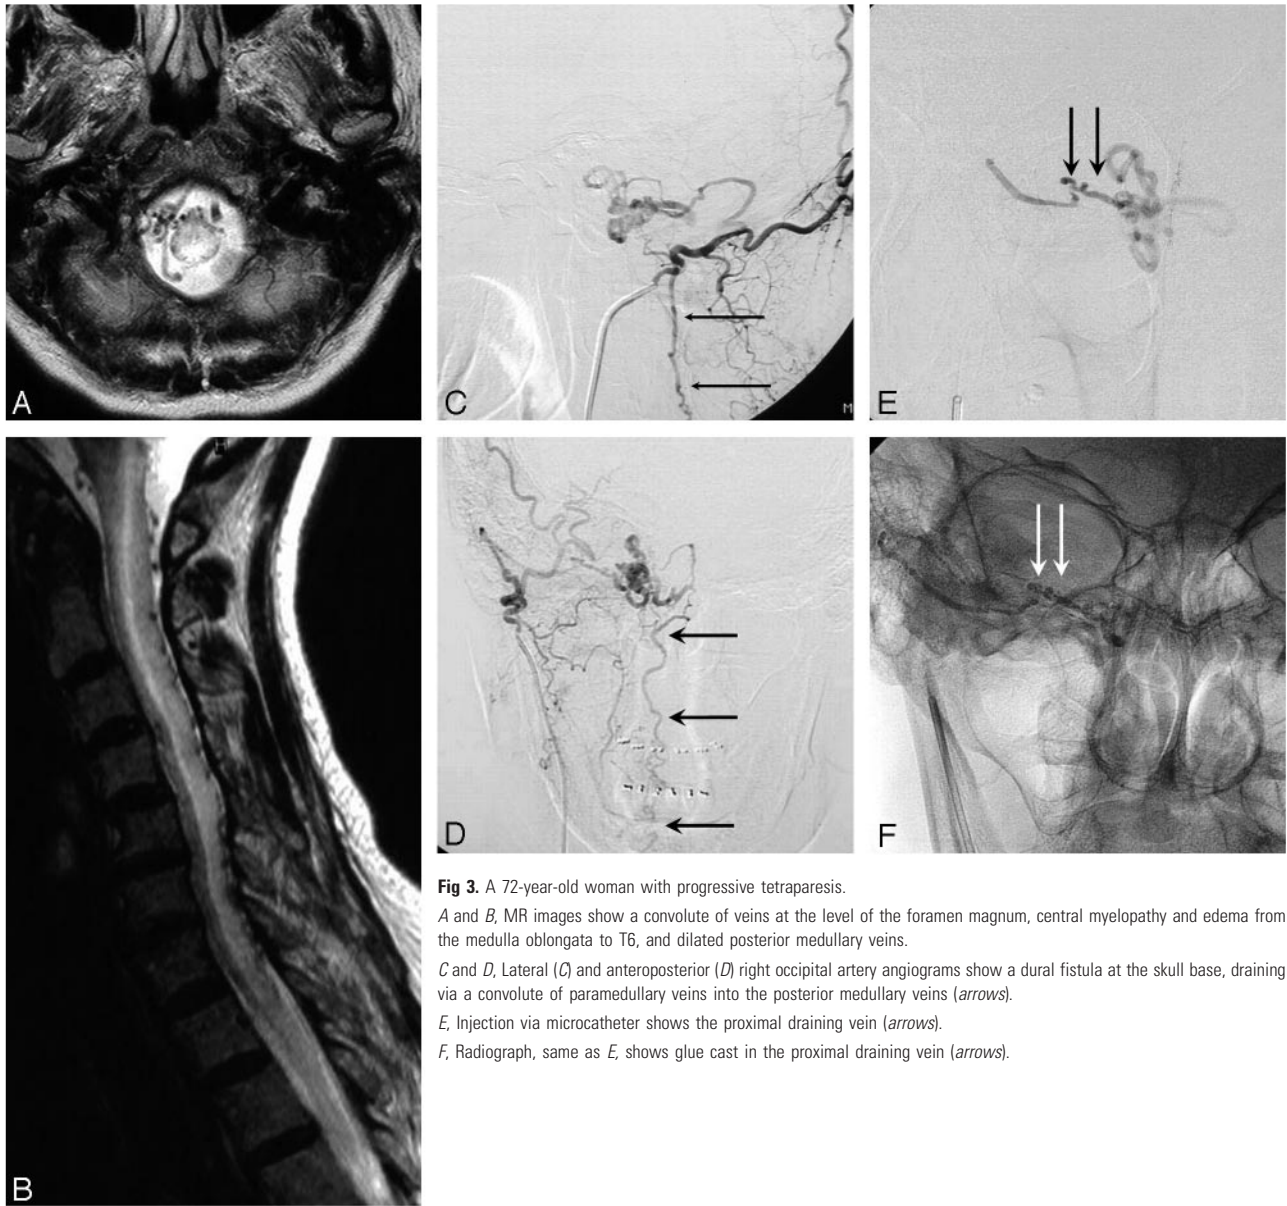 A
B
C
M
D
E
F
Fig 3. A 72-year-old woman with progressive tetraparesis.
A and B, MR images show a convolute of veins at the level of the foramen magnum, central myelopathy and edema from
the medulla oblongata to T6, and dilated posterior medullary veins.
C and D, Lateral (C) and anteroposterior (D) right occipital artery angiograms show a dural fistula at the skull base, draining
via a convolute of paramedullary veins into the posterior medullary veins (arrows).
E, Injection via microcatheter shows the proximal draining vein (arrows).
F, Radiograph, same as E, shows glue cast in the proximal draining vein (arrows).